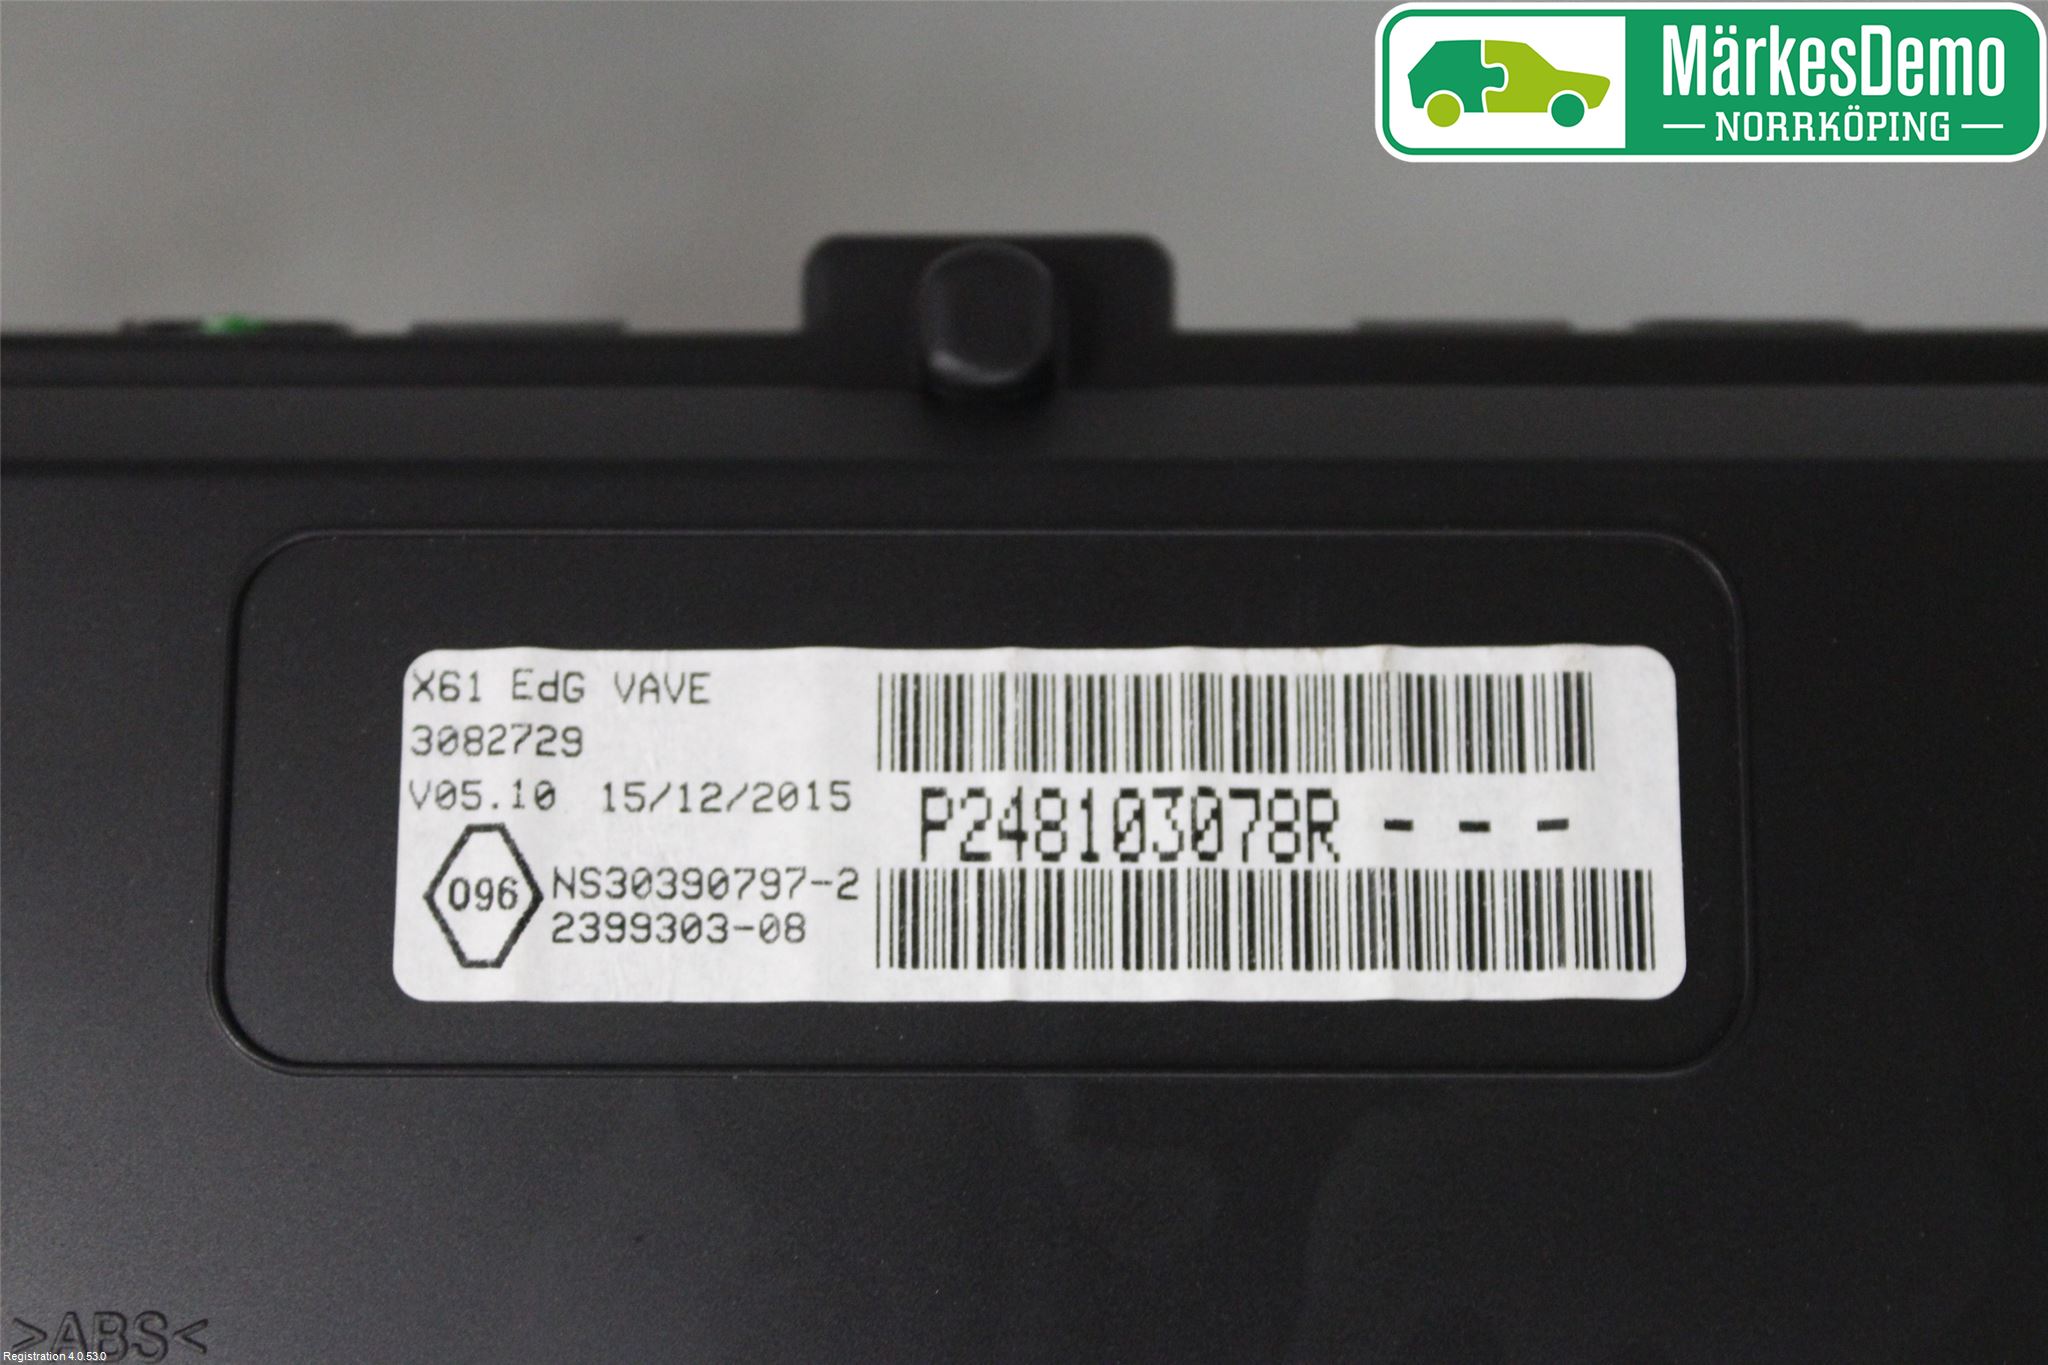 MärkesDemo
NORRKÖPING
X61 EdG VAVE
3082729
V05.10 15/12/2015
P248103078R - - -
096
NS30390797-2
2399303-08
>ABS<
Registration 4.0.53.0